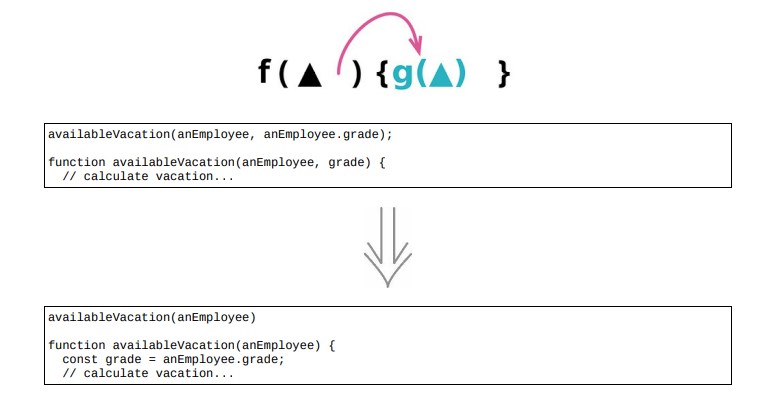 f(▲ ){g(▲) }
availableVacation(anEmployee, anEmployee.grade);
function availableVacation(anEmployee, grade) {
  // calculate vacation...
availableVacation(anEmployee)
function availableVacation(anEmployee) {
  const grade = anEmployee.grade;
  // calculate vacation...